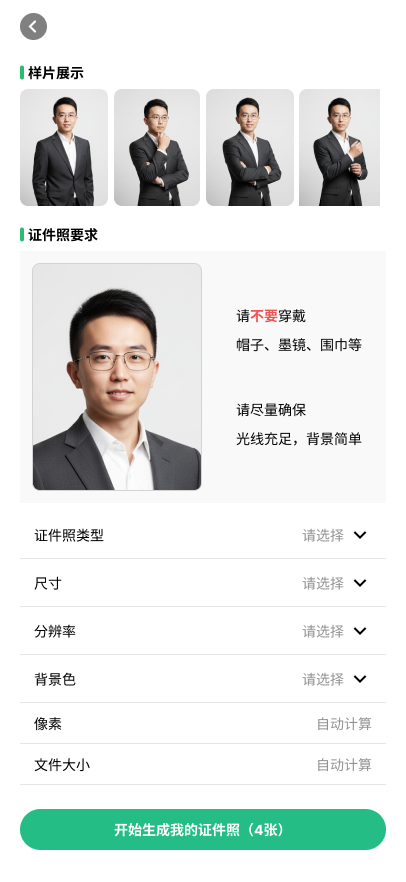 样片展示
证件照要求
请不要穿戴
帽子、墨镜、围巾等
请尽量确保
光线充足，背景简单
证件照类型 请选择
尺寸 请选择
分辨率 请选择
背景色 请选择
像素 自动计算
文件大小 自动计算
开始生成我的证件照（4张）